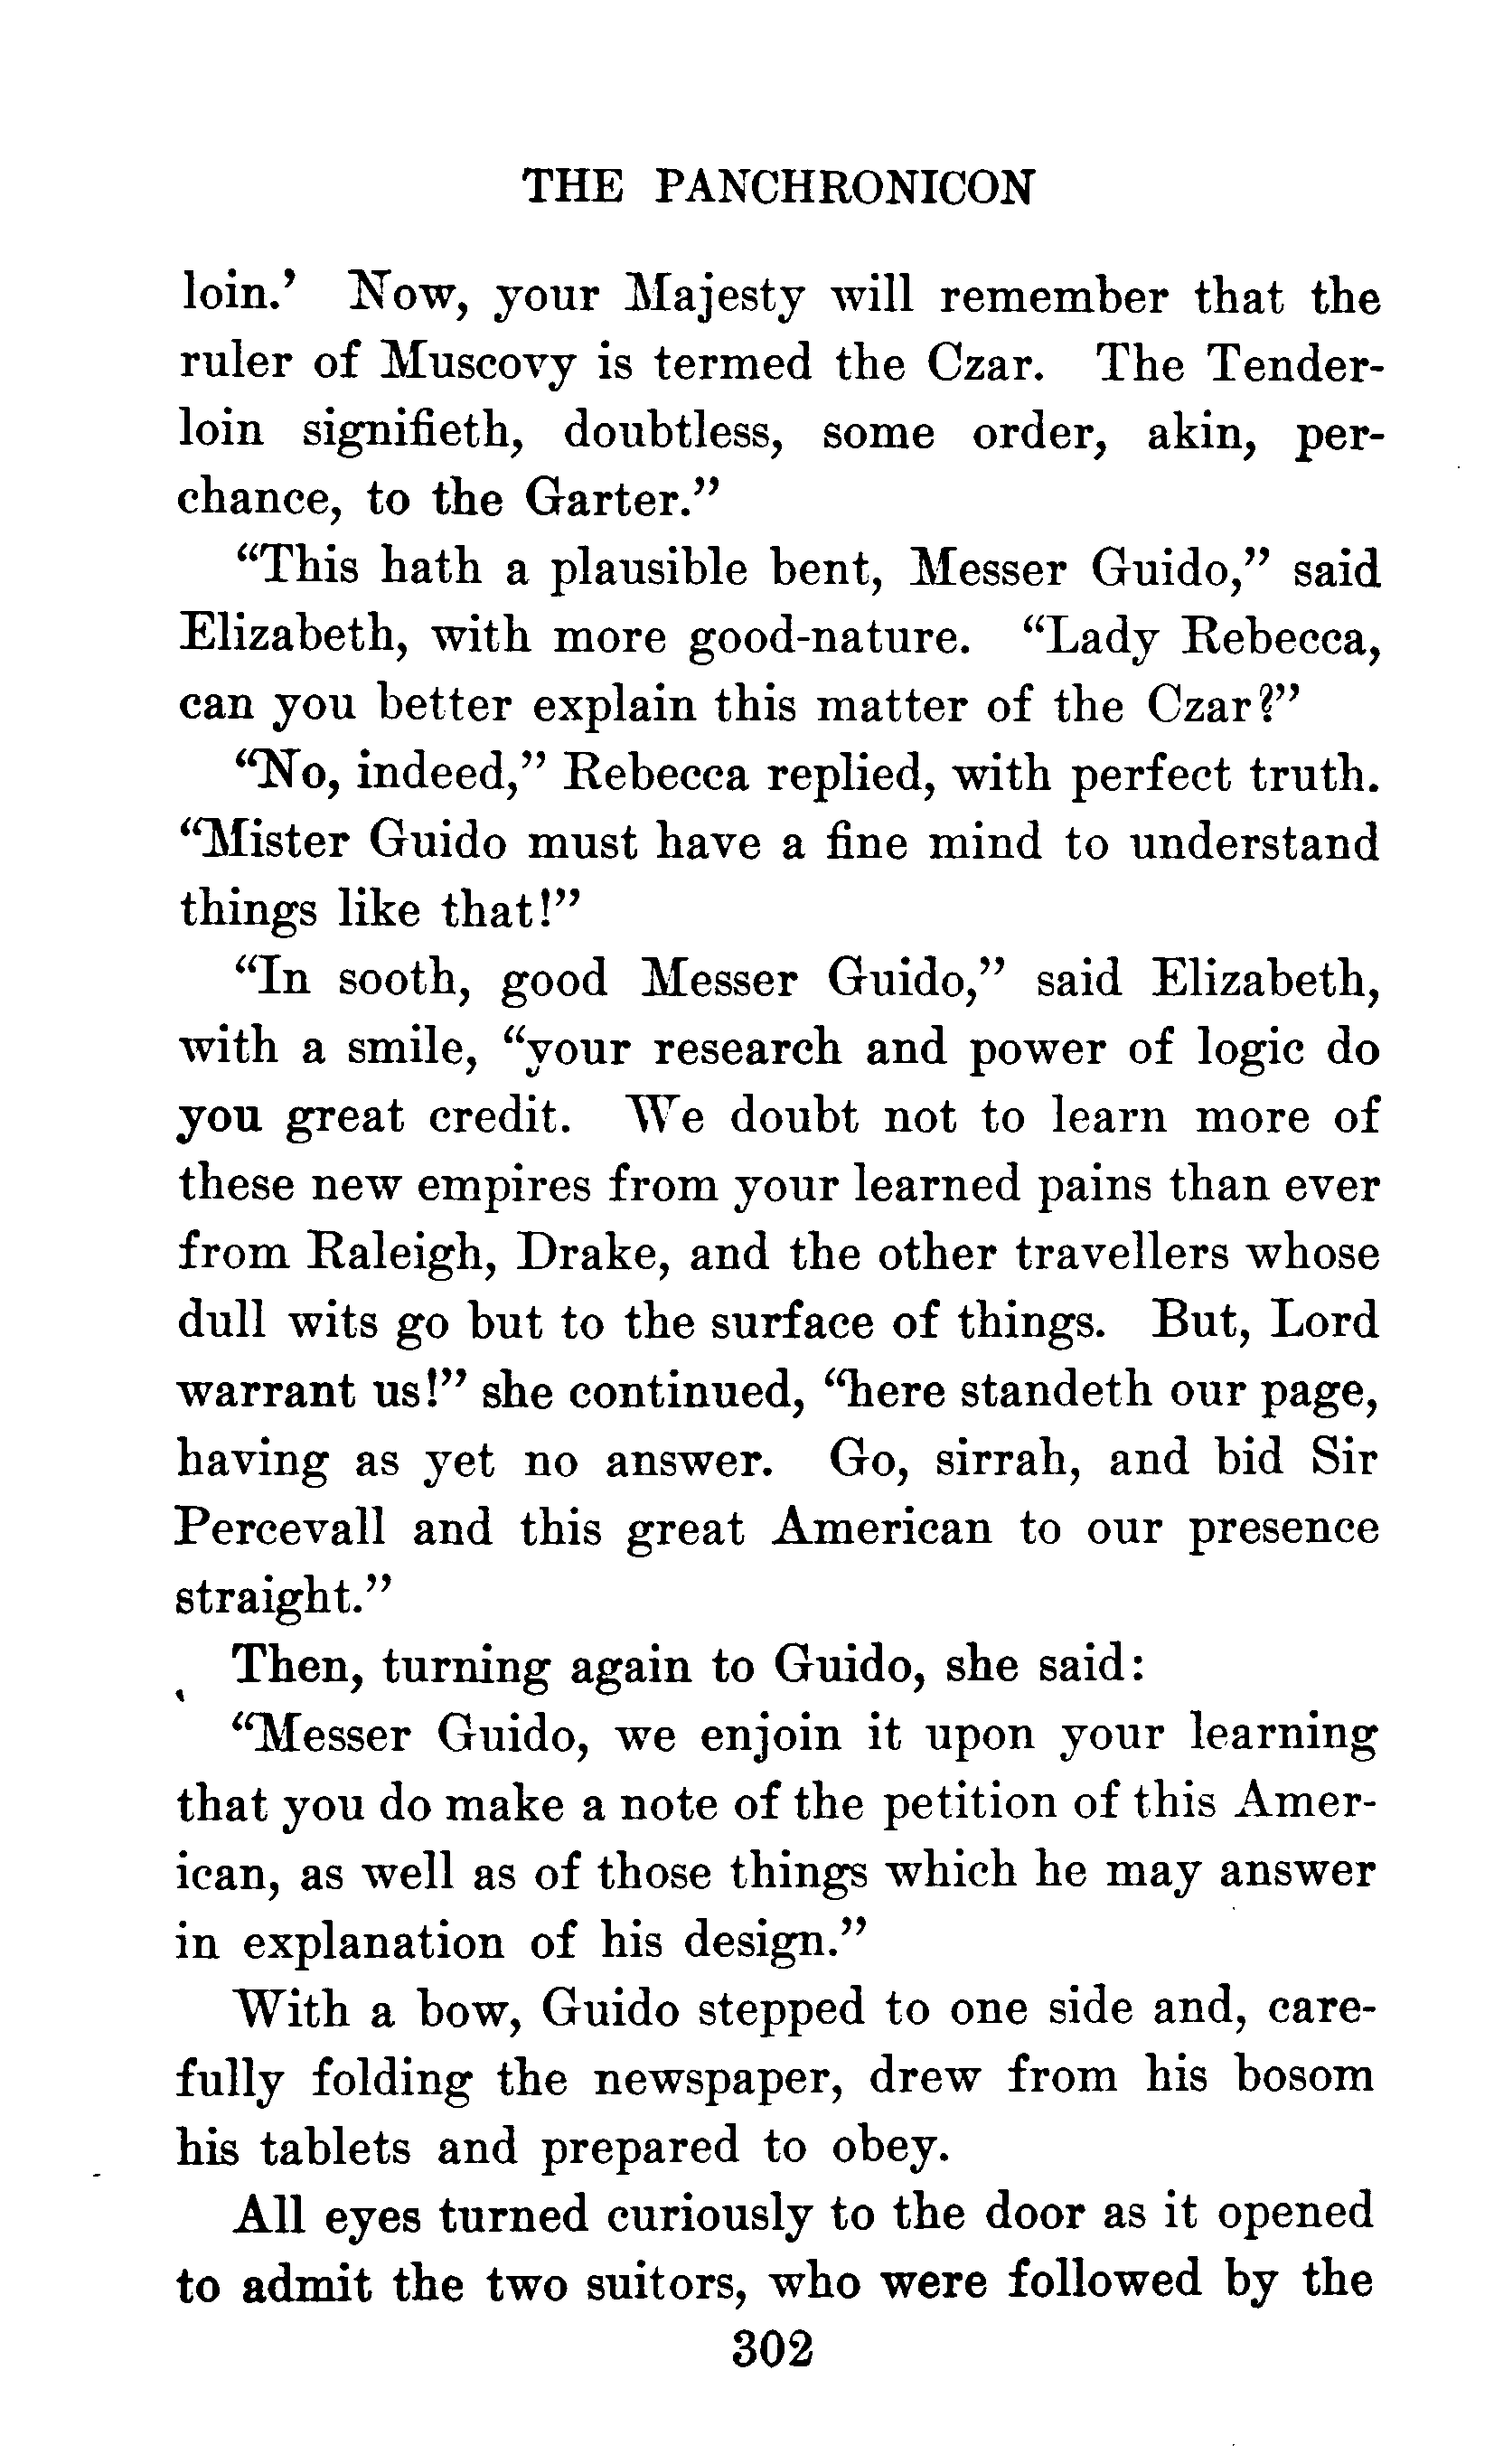 THE PANCHRONICON
loin.’ Now, your Majesty will remember that the
ruler of Muscovy is termed the Czar. The Tender-
loin signifieth, doubtless, some order, akin, per-
chance, to the Garter.”
“This hath a plausible bent, Messer Guido,” said
Elizabeth, with more good-nature. “Lady Rebecca,
can you better explain this matter of the Czar?”
“No, indeed,” Rebecca replied, with perfect truth.
“Mister Guido must have a fine mind to understand
things like that!”
“In sooth, good Messer Guido,” said Elizabeth,
with a smile, “your research and power of logic do
you great credit. We doubt not to learn more of
these new empires from your learned pains than ever
from Raleigh, Drake, and the other travellers whose
dull wits go but to the surface of things. But, Lord
warrant us!” she continued, “here standeth our page,
having as yet no answer. Go, sirrah, and bid Sir
Percevall and this great American to our presence
straight.”
Then, turning again to Guido, she said:
“Messer Guido, we enjoin it upon your learning
that you do make a note of the petition of this Amer-
ican, as well as of those things which he may answer
in explanation of his design.”
With a bow, Guido stepped to one side and, care-
fully folding the newspaper, drew from his bosom
his tablets and prepared to obey.
All eyes turned curiously to the door as it opened
to admit the two suitors, who were followed by the
302